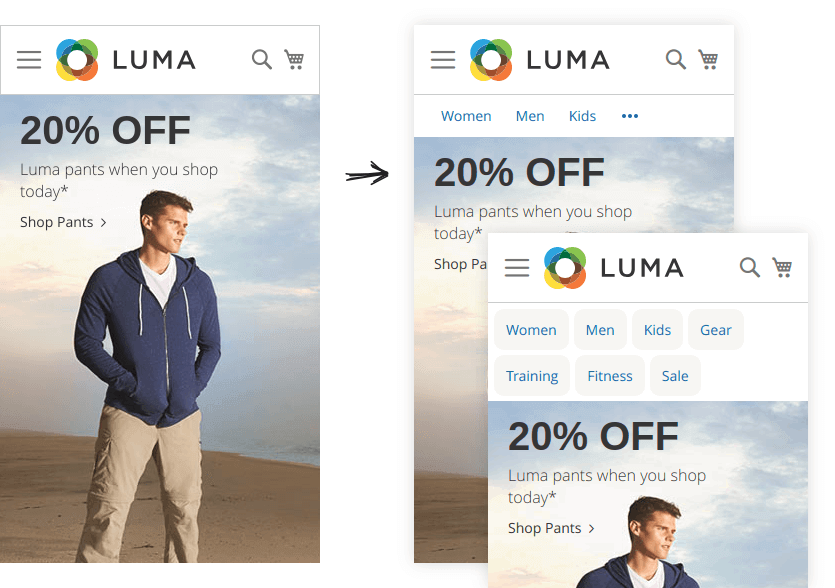 LUMA
20% OFF
Luma pants when you shop
today*
Shop Pants >
LUMA
Women Men Kids •••
20% OFF
Luma pants when you shop
today*
Shop Pa
LUMA
Women Men Kids Gear
Training Fitness Sale
20% OFF
Luma pants when you shop
today*
Shop Pants >